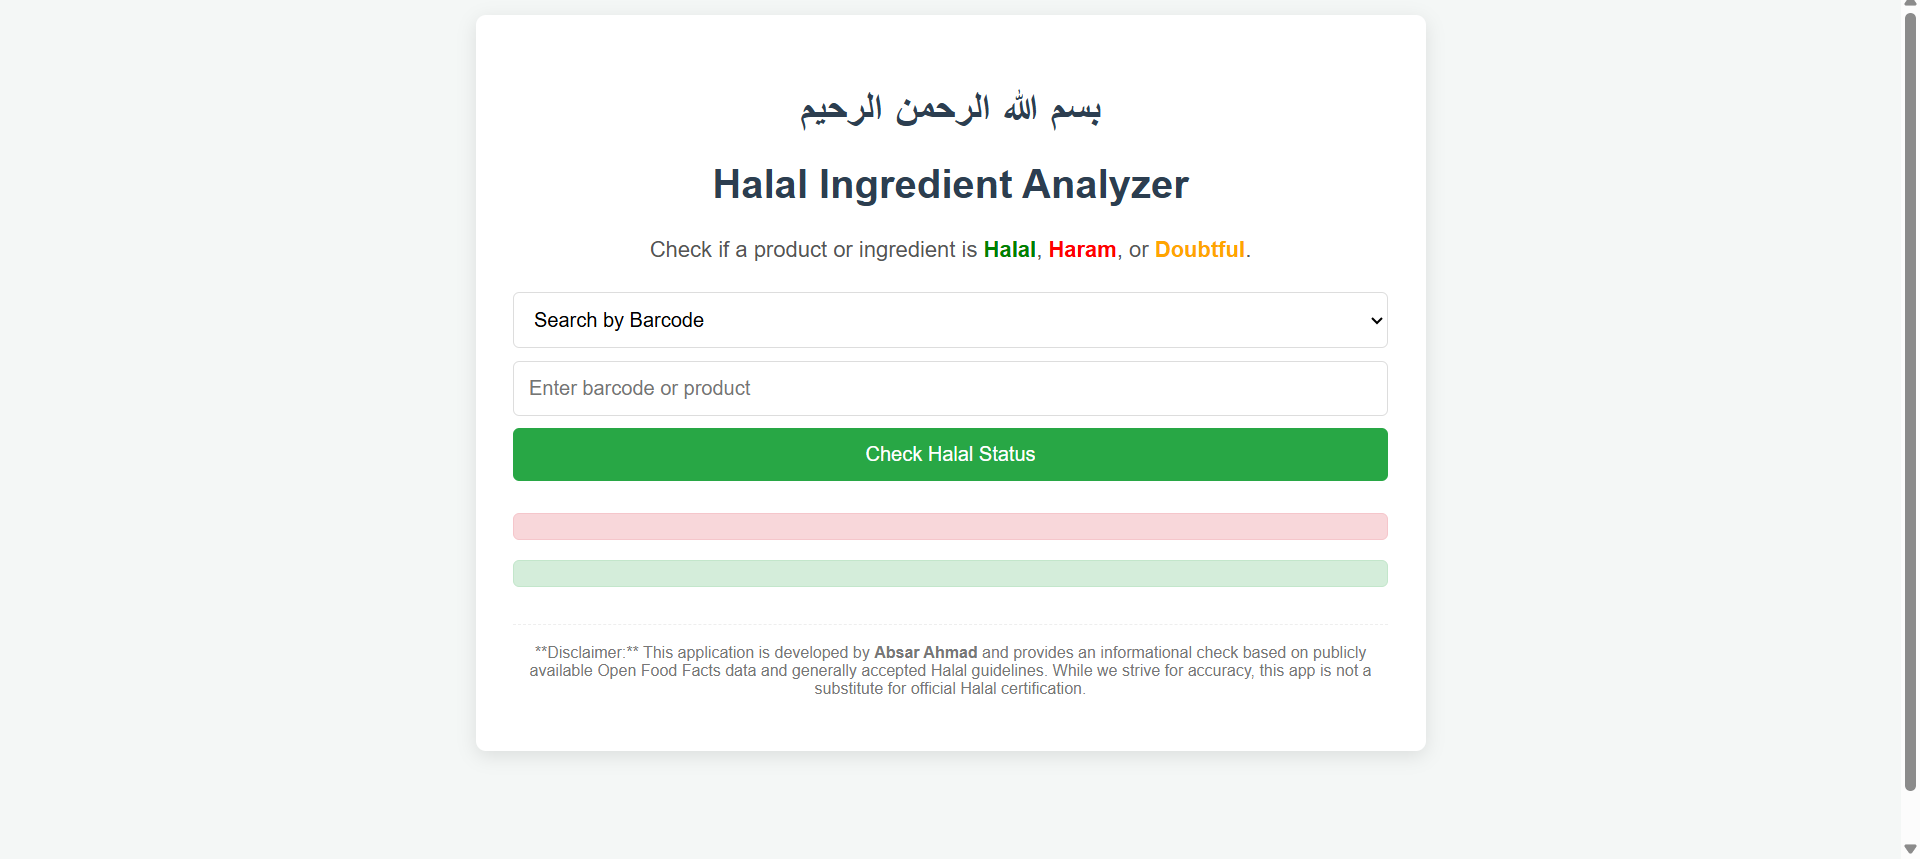 بسم الله الرحمن الرحيم
Halal Ingredient Analyzer
Check if a product or ingredient is Halal, Haram, or Doubtful.
Search by Barcode
Enter barcode or product
Check Halal Status
**Disclaimer:** This application is developed by Absar Ahmad and provides an informational check based on publicly
available Open Food Facts data and generally accepted Halal guidelines. While we strive for accuracy, this app is not a
substitute for official Halal certification.